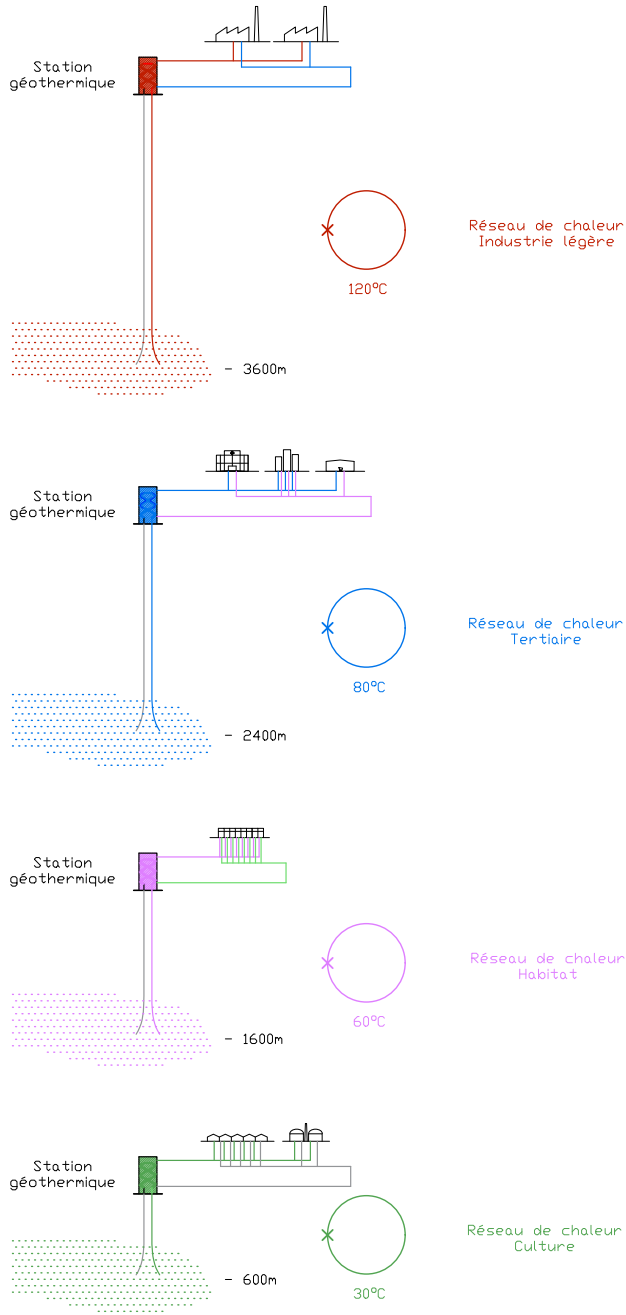 Station
géothermique
Réseau de chaleur
Industrie légère
120°C
- 3600m
Station
géothermique
Réseau de chaleur
Tertiaire
80°C
- 2400m
Station
géothermique
Réseau de chaleur
Habitat
60°C
- 1600m
Station
géothermique
Réseau de chaleur
Culture
- 600m
30°C